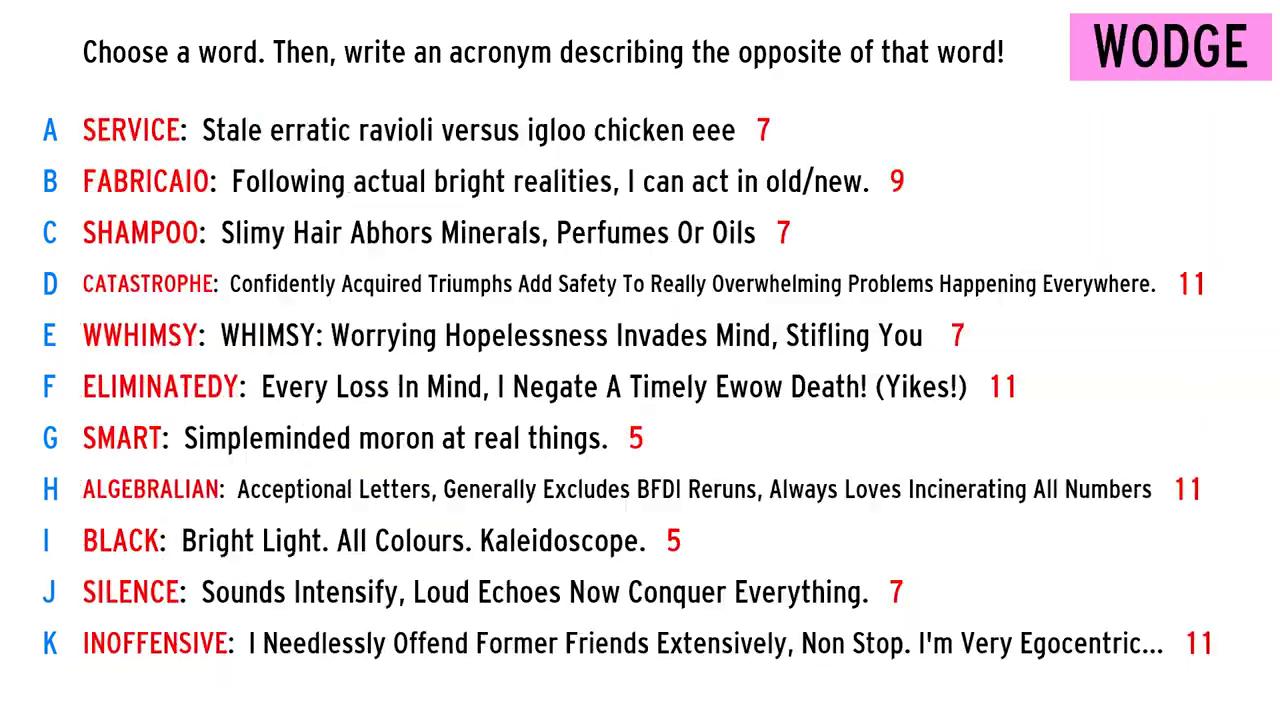 Choose a word. Then, write an acronym describing the opposite of that word!
WODGE
A SERVICE: Stale erratic ravioli versus igloo chicken eee 7
B FABRICAIO: Following actual bright realities, I can act in old/new. 9
C SHAMPOO: Slimy Hair Abhors Minerals, Perfumes Or Oils 7
D CATASTROPHE: Confidently Acquired Triumphs Add Safety To Really Overwhelming Problems Happening Everywhere. 11
E WWHIMSY: WHIMSY: Worrying Hopelessness Invades Mind, Stifling You 7
F ELIMINATEDY: Every Loss In Mind, I Negate A Timely Ewow Death! (Yikes!) 11
G SMART: Simpleminded moron at real things. 5
H ALGEBRALIAN: Acceptional Letters, Generally Excludes BFDI Reruns, Always Loves Incinerating All Numbers 11
I BLACK: Bright Light. All Colours. Kaleidoscope. 5
J SILENCE: Sounds Intensify, Loud Echoes Now Conquer Everything. 7
K INOFFENSIVE: I Needlessly Offend Former Friends Extensively, Non Stop. I'm Very Egocentric... 11